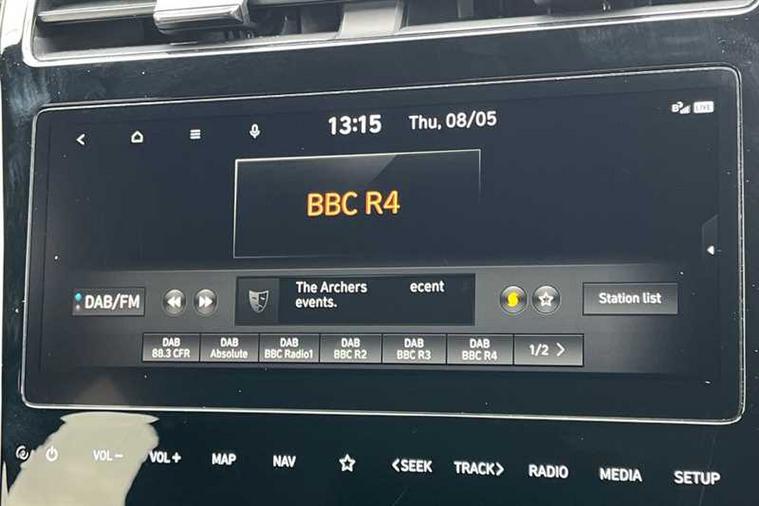 13:15 Thu, 08/05
LIVE
BBC R4
DAB/FM
The Archers ecent
events.
Station list
DAB
88.3 CFR
DAB
Absolute
DAB
BBC Radio1
DAB
BBC R2
DAB
BBC R3
DAB
BBC R4
1/2 >
VOL− VOL+ MAP NAV <SEEK TRACK> RADIO MEDIA SETUP